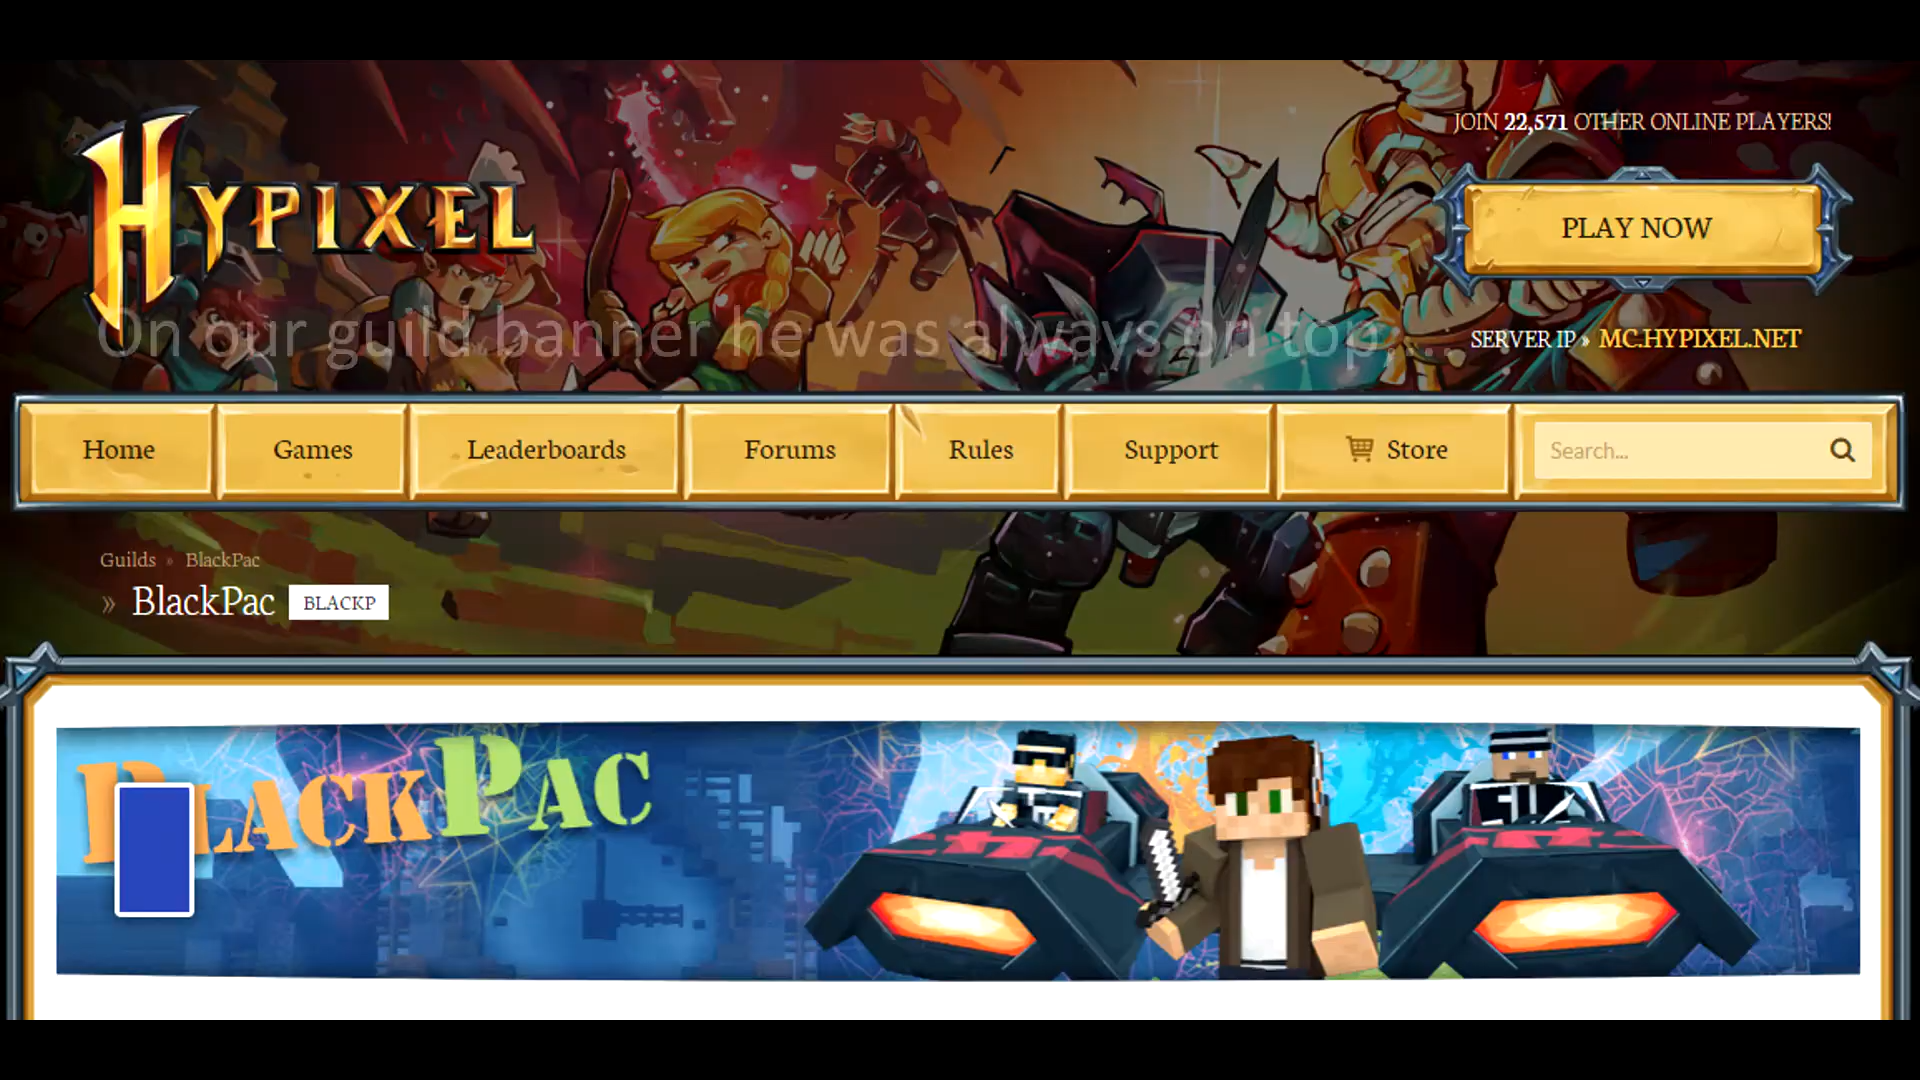 HYPIXEL
JOIN 22,571 OTHER ONLINE PLAYERS!
PLAY NOW
On our guild banner he was always on top ...
SERVER IP » MC.HYPIXEL.NET
Home
Games
Leaderboards
Forums
Rules
Support
Store
Search...
Guilds » BlackPac
» BlackPac BLACKP
BLACKPAC